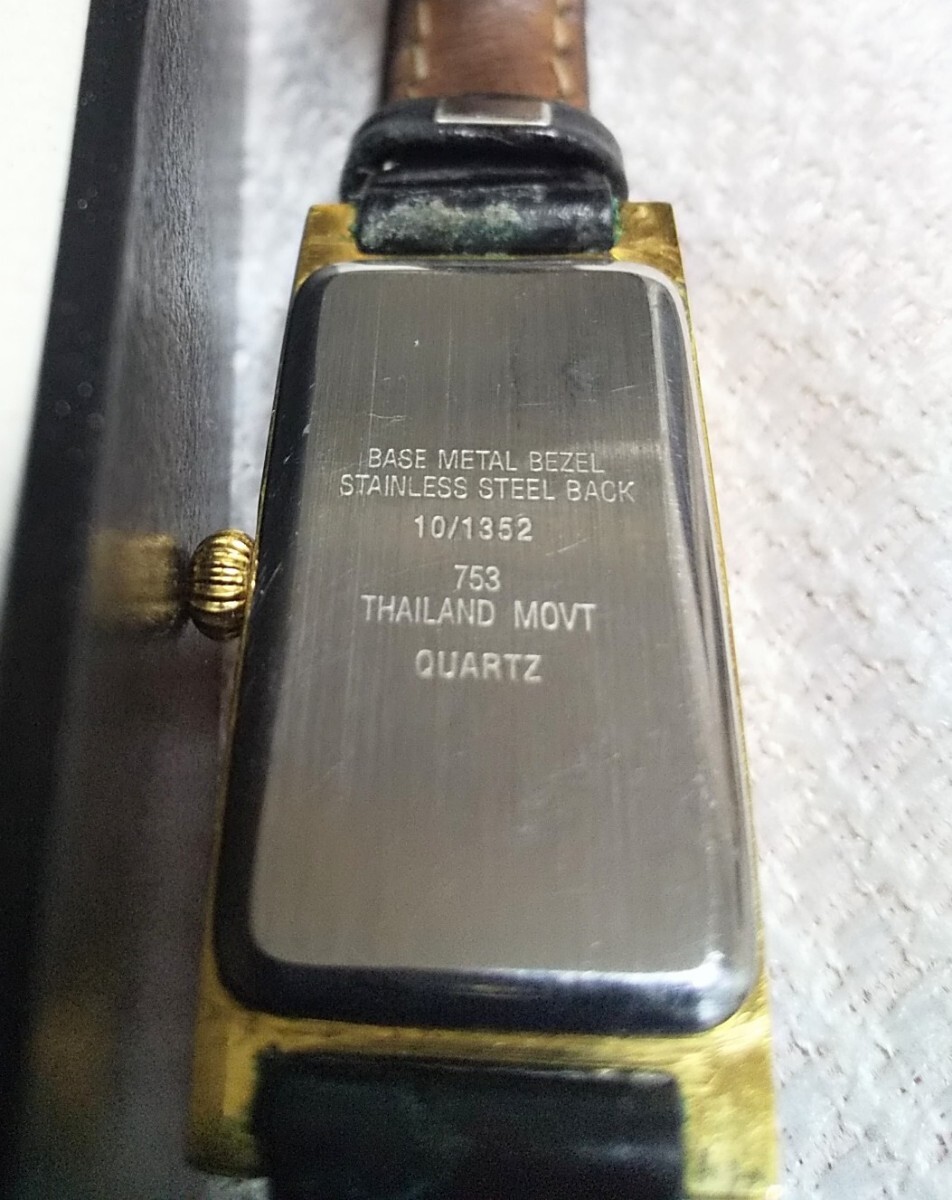 BASE METAL BEZEL
STAINLESS STEEL BACK
10/1352
753
THAILAND MOVT
QUARTZ